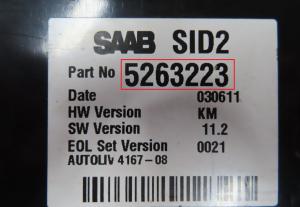 SAAB SID2
Part No 5263223
Date 030611
HW Version KM
SW Version 11.2
EOL Set Version 0021
AUTOLIV 4167-08